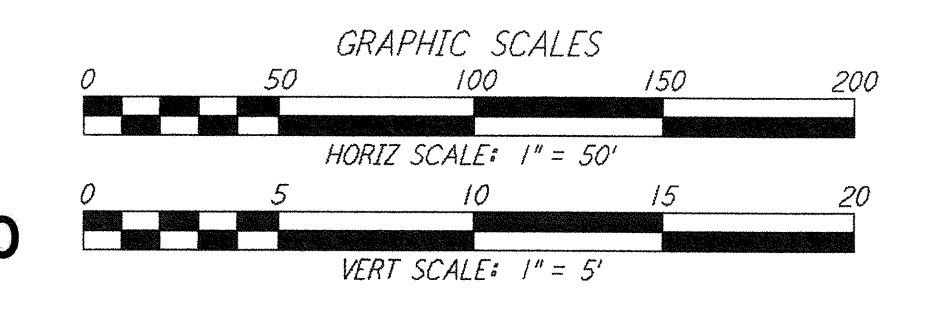 GRAPHIC SCALES
0 50 100 150 200
HORIZ SCALE: 1" = 50'
0 5 10 15 20
0
VERT SCALE: 1" = 5'